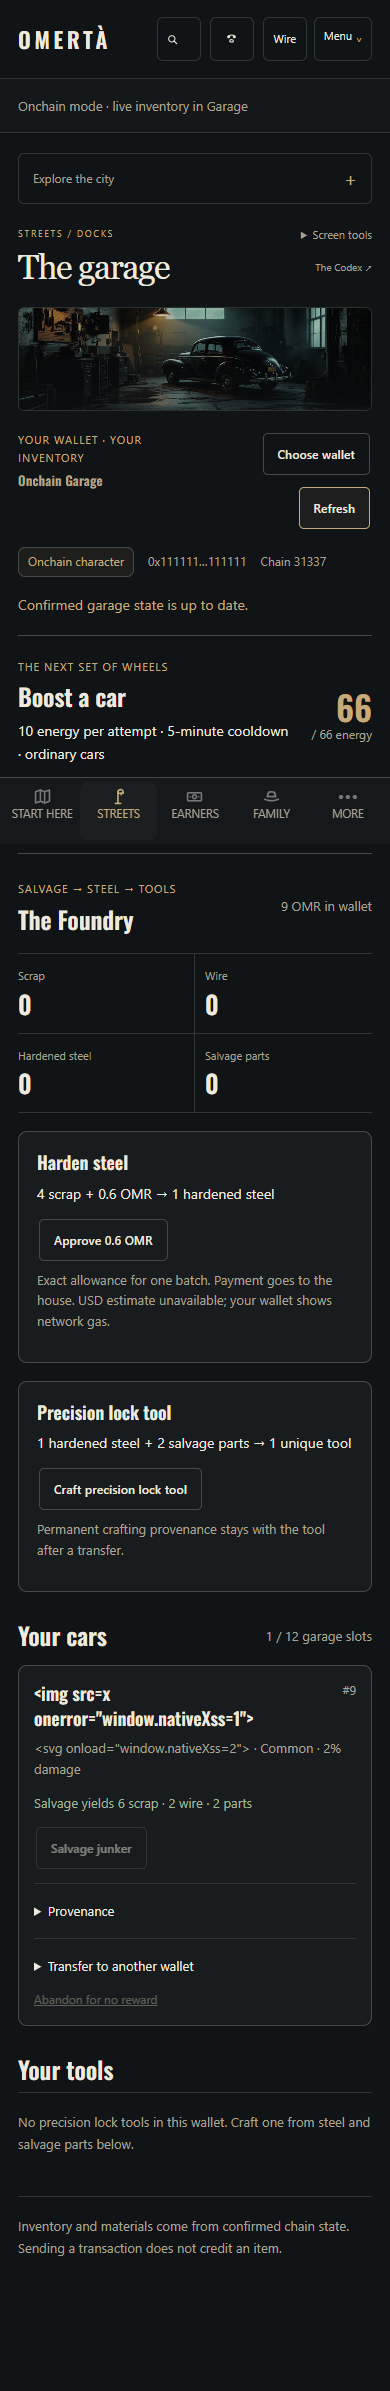 OMERTÀ
Wire
Menu
Onchain mode · live inventory in Garage
Explore the city +
STREETS / DOCKS
▶ Screen tools
The garage
The Codex ↗
YOUR WALLET · YOUR
INVENTORY
Onchain Garage
Choose wallet
Refresh
Onchain character 0x111111…111111 Chain 31337
Confirmed garage state is up to date.
THE NEXT SET OF WHEELS
Boost a car
66
/ 66 energy
10 energy per attempt · 5-minute cooldown
· ordinary cars
START HERE STREETS EARNERS FAMILY MORE
SALVAGE → STEEL → TOOLS
The Foundry
9 OMR in wallet
Scrap
0
Wire
0
Hardened steel
0
Salvage parts
0
Harden steel
4 scrap + 0.6 OMR → 1 hardened steel
Approve 0.6 OMR
Exact allowance for one batch. Payment goes to the
house. USD estimate unavailable; your wallet shows
network gas.
Precision lock tool
1 hardened steel + 2 salvage parts → 1 unique tool
Craft precision lock tool
Permanent crafting provenance stays with the tool
after a transfer.
Your cars
1 / 12 garage slots
<img src=x
onerror="window.nativeXss=1">
#9
<svg onload="window.nativeXss=2"> · Common · 2%
damage
Salvage yields 6 scrap · 2 wire · 2 parts
Salvage junker
▶ Provenance
▶ Transfer to another wallet
Abandon for no reward
Your tools
No precision lock tools in this wallet. Craft one from steel and
salvage parts below.
Inventory and materials come from confirmed chain state.
Sending a transaction does not credit an item.